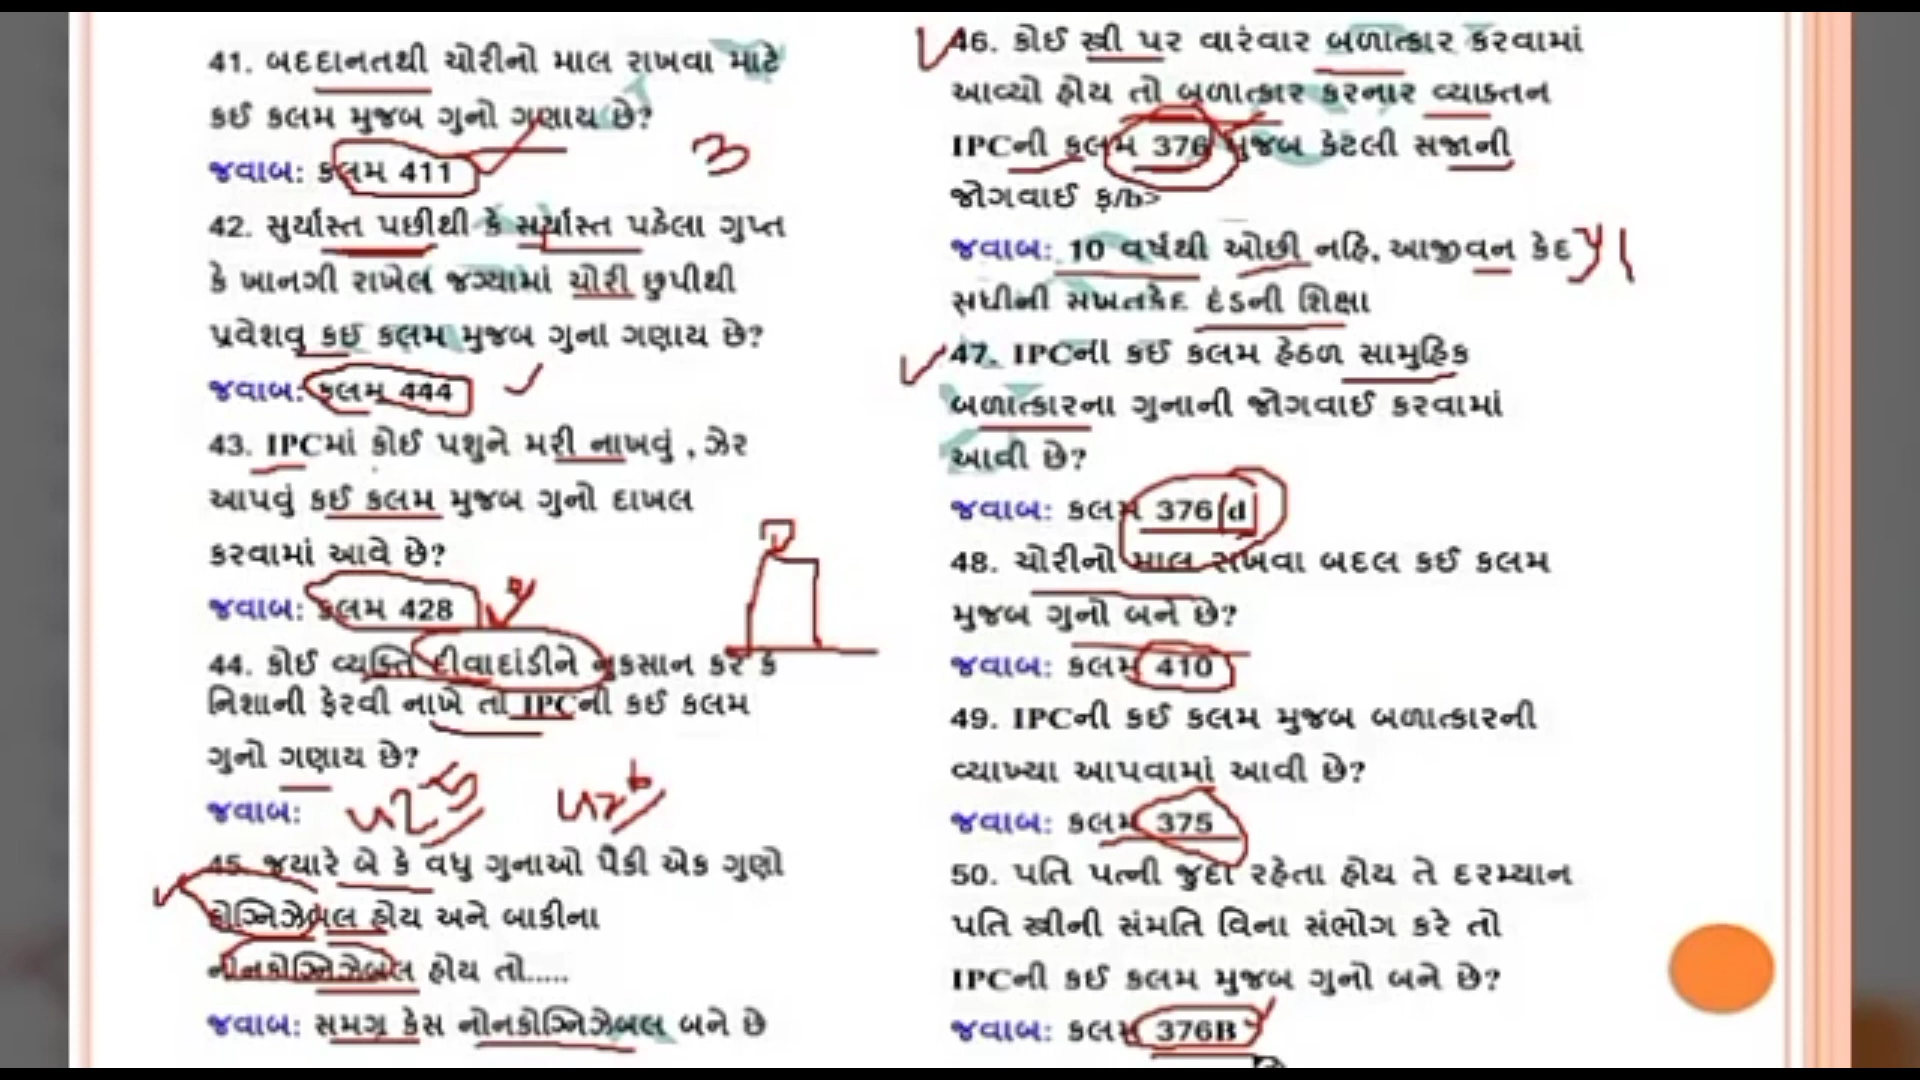 41. બદદાનતથી ચોરીનો માલ રાખવા માટે
કઈ કલમ મુજબ ગુનો ગણાય છે?
જવાબ: કલમ 411
3
42. સુર્યાસ્ત પછીથી કે સર્યાસ્ત પહેલા ગુપ્ત
કે ખાનગી રાખેલ જગ્યામાં ચોરી છુપીથી
પ્રવેશવુ કઇ કલમ મુજબ ગુના ગણાય છે?
જવાબ: કલમ 444
43. IPCમાં કોઈ પશુને મરી નાખવું , ઝેર
આપવું કઈ કલમ મુજબ ગુનો દાખલ
કરવામાં આવે છે?
જવાબ: કલમ 428
44. કોઈ વ્યક્તિ દીવાદાંડીને નુકસાન કરે કે
નિશાની ફેરવી નાખે તો IPCની કઈ કલમ
ગુનો ગણાય છે?
જવાબ:
45. જયારે બે કે વધુ ગુનાઓ પૈકી એક ગુણો
કોગ્નિઝેબલ હોય અને બાકીના
નોનકોગ્નિઝેબલ હોય તો.....
જવાબ: સમગ્ર કેસ નોનકોગ્નિઝેબલ બને છે
46. કોઈ સ્ત્રી પર વારંવાર બળાત્કાર કરવામાં
આવ્યો હોય તો બળાત્કાર કરનાર વ્યાક્તન
IPCની કલમ 376 મુજબ કેટલી સજાની
જોગવાઈ ફ/b>
જવાબ: 10 વર્ષથી ઓછી નહિ, આજીવન કેદ
સધીની સખતકેદ દંડની શિક્ષા
47. IPCની કઈ કલમ હેઠળ સામુહિક
બળાત્કારના ગુનાની જોગવાઈ કરવામાં
આવી છે?
જવાબ: કલમ 376(d)
48. ચોરીનો માલ રાખવા બદલ કઈ કલમ
મુજબ ગુનો બને છે?
જવાબ: કલમ 410
49. IPCની કઈ કલમ મુજબ બળાત્કારની
વ્યાખ્યા આપવામાં આવી છે?
જવાબ: કલમ 375
50. પતિ પત્ની જુદા રહેતા હોય તે દરમ્યાન
પતિ સ્ત્રીની સંમતિ વિના સંભોગ કરે તો
IPCની કઈ કલમ મુજબ ગુનો બને છે?
જવાબ: કલમ 376B